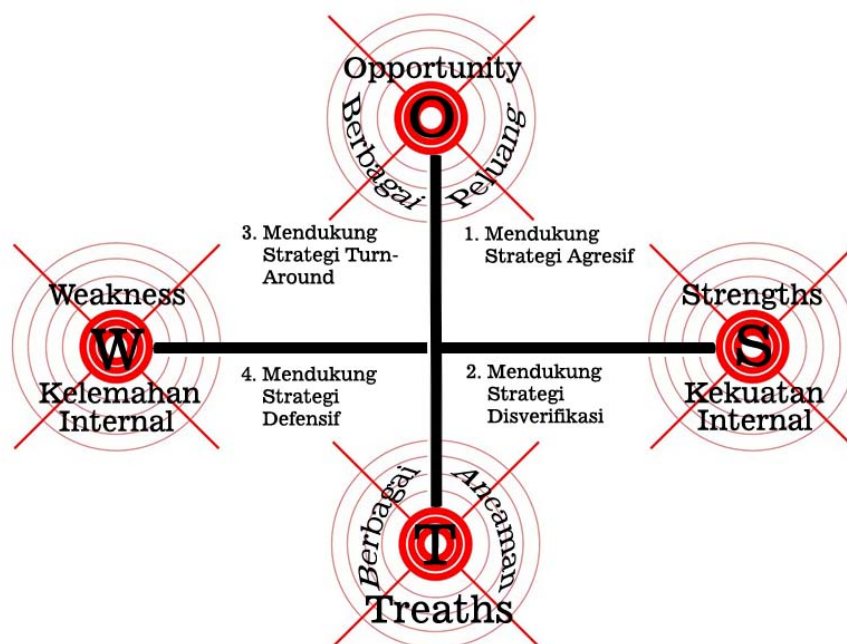 Opportunity
O
Berbagai Peluang
3. Mendukung
Strategi Turn-
Around
1. Mendukung
Strategi Agresif
Weakness
W
Kelemahan
Internal
Strengths
S
Kekuatan
Internal
4. Mendukung
Strategi
Defensif
2. Mendukung
Strategi
Disverifikasi
Berbagai Ancaman
T
Treaths